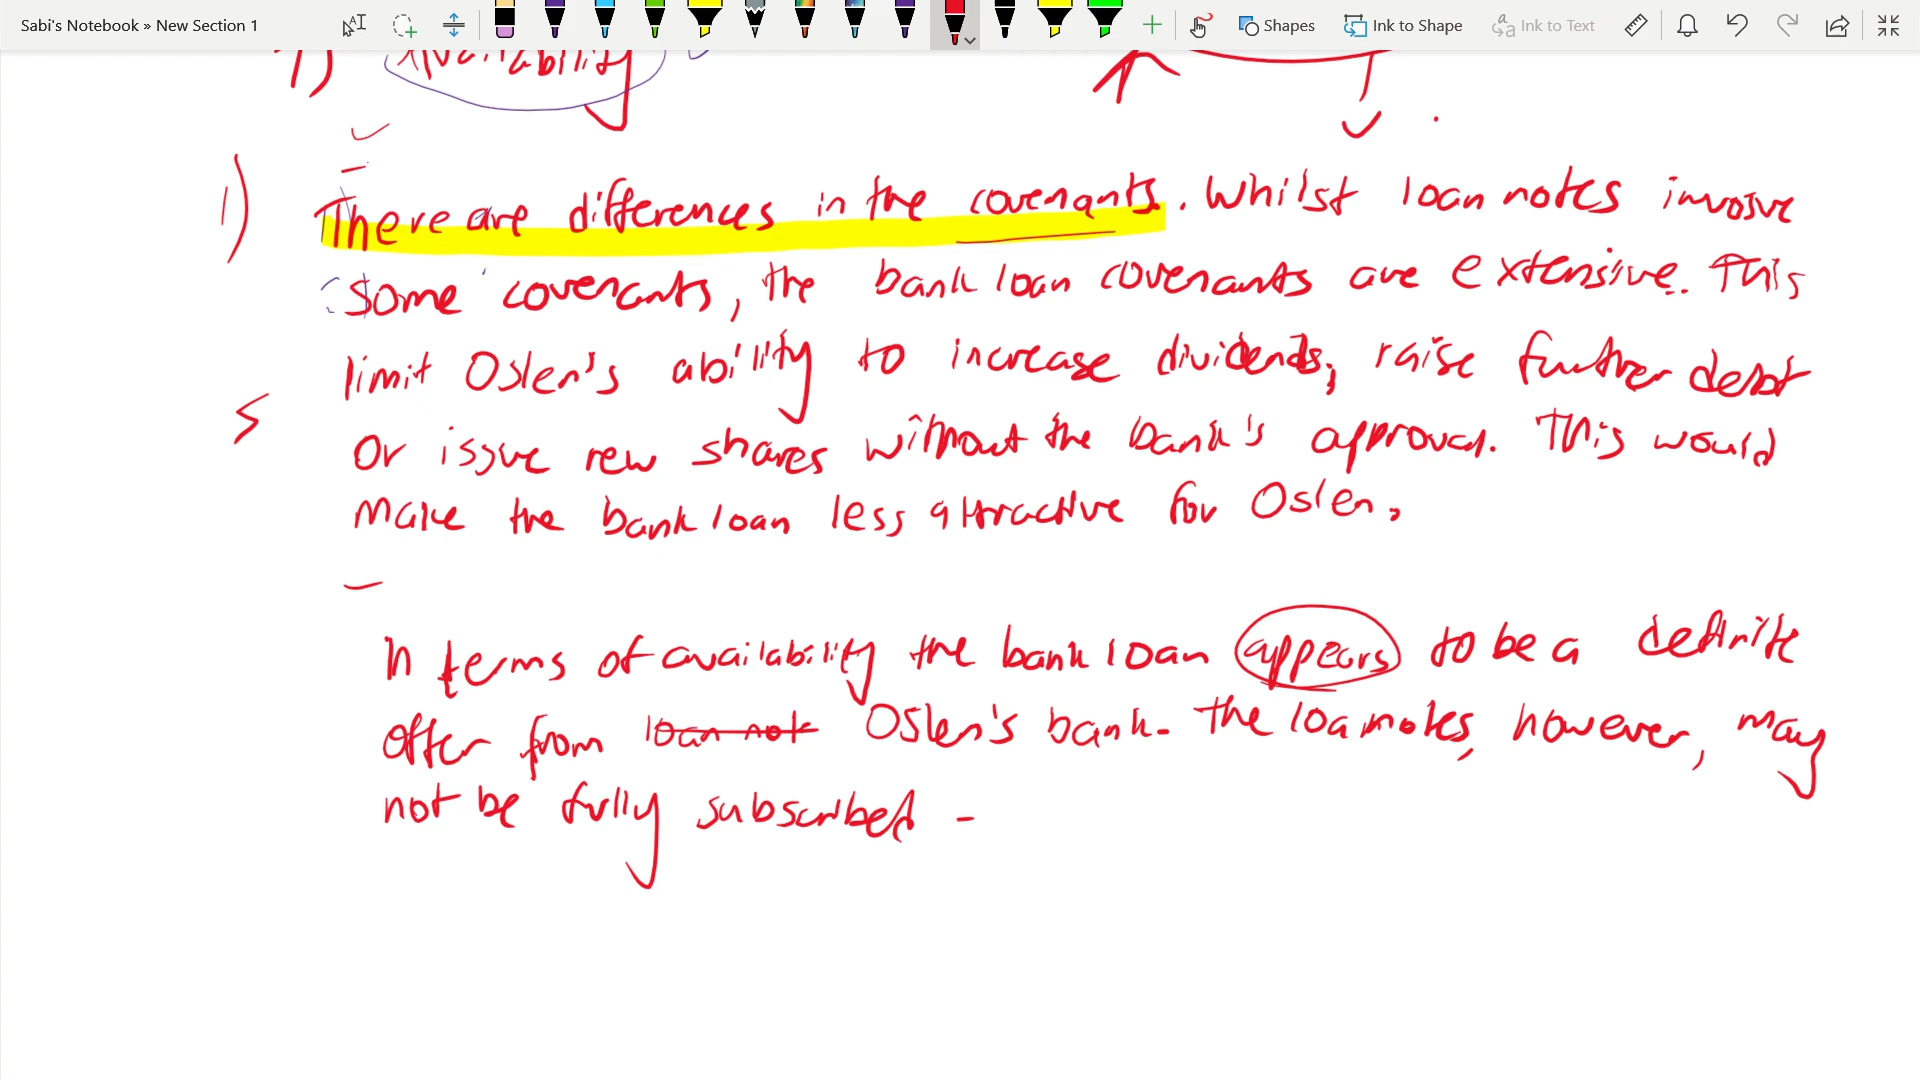 Sabi's Notebook » New Section 1
Shapes
Ink to Shape
Ink to Text
Availability
1) There are differences in the covenants. Whilst loan notes involve
some covenants, the bank loan covenants are extensive. This
limit Oslen's ability to increase dividends, raise further debt
or issue new shares without the bank's approval. This would
make the bank loan less attractive for Oslen.
In terms of availability the bank loan appears to be a definite
offer from loan not Oslen's bank. The loan notes, however, may
not be fully subscribed -